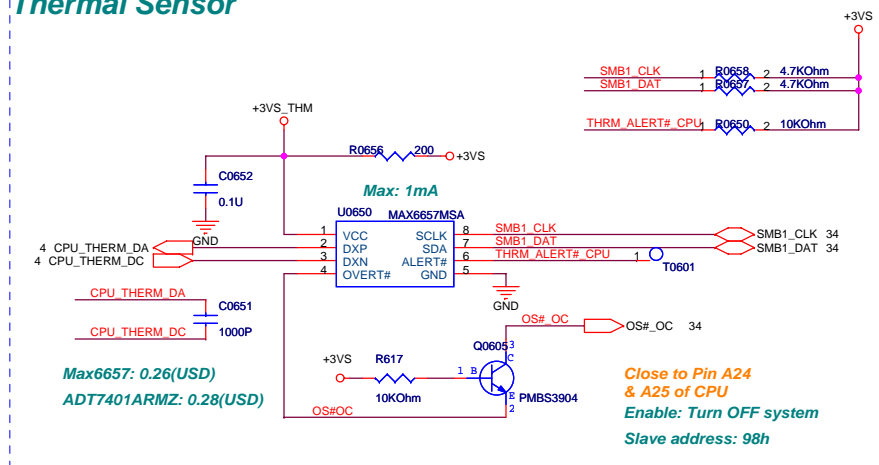 Thermal Sensor
+3VS
SMB1_CLK 1 R0658 2 4.7KOhm
SMB1_DAT 1 R0657 2 4.7KOhm
+3VS_THM
THRM_ALERT#_CPU 1 R0650 2 10KOhm
R0656 200 +3VS
C0652
0.1U
Max: 1mA
U0650 MAX6657MSA
GND
1 VCC SCLK 8 SMB1_CLK SMB1_CLK 34
4 CPU_THERM_DA 2 DXP SDA 7 SMB1_DAT SMB1_DAT 34
4 CPU_THERM_DC 3 DXN ALERT# 6 THRM_ALERT#_CPU 1 T0601
4 OVERT# GND 5
GND
CPU_THERM_DA
C0651
1000P
CPU_THERM_DC
OS#_OC OS#_OC 34
+3VS R617 Q0605 3
C
1 B
E
10KOhm PMBS3904
2
OS#OC
Max6657: 0.26(USD)
ADT7401ARMZ: 0.28(USD)
Close to Pin A24
& A25 of CPU
Enable: Turn OFF system
Slave address: 98h